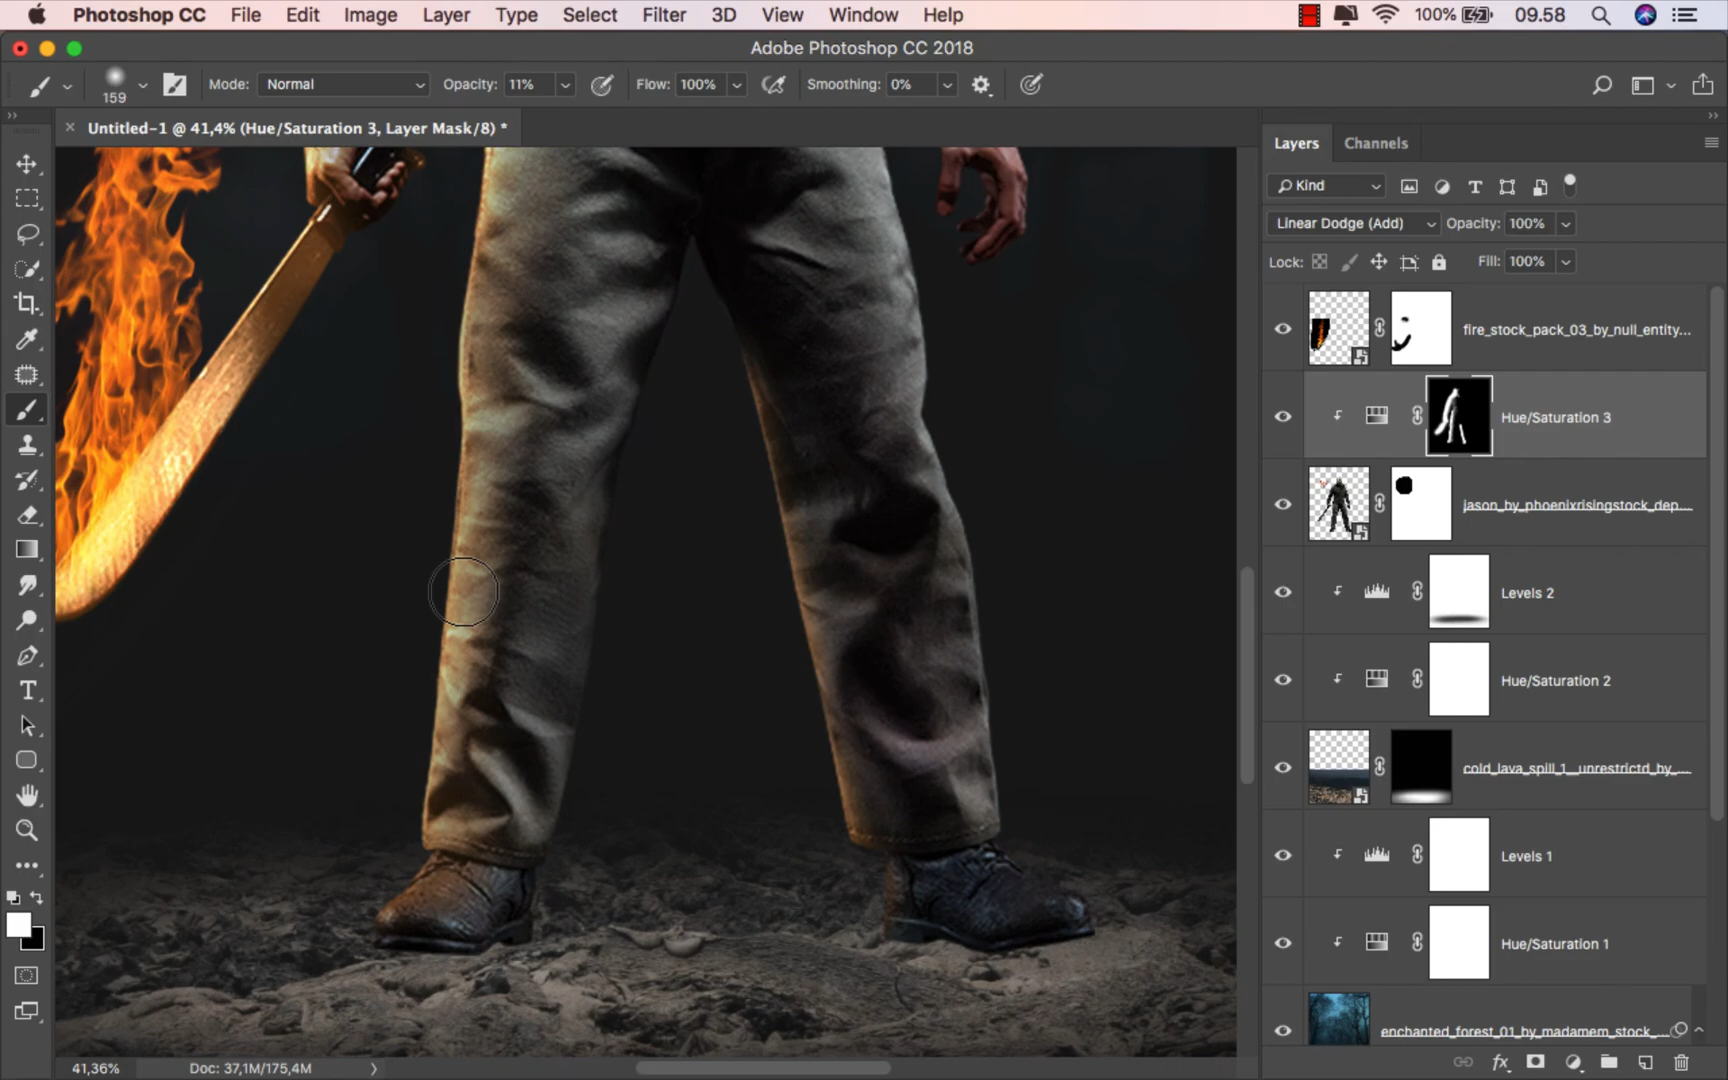 Photoshop CC File Edit Image Layer Type Select Filter 3D View Window Help 100% 09.58
Adobe Photoshop CC 2018
159 Mode: Normal Opacity: 11% Flow: 100% Smoothing: 0%
Untitled-1 @ 41,4% (Hue/Saturation 3, Layer Mask/8) *
Layers Channels
Kind
Linear Dodge (Add) Opacity: 100%
Lock: Fill: 100%
fire_stock_pack_03_by_null_entity...
Hue/Saturation 3
jason_by_phoenixrisingstock_dep...
Levels 2
Hue/Saturation 2
cold_lava_spill_1__unrestrictd_by_...
Levels 1
Hue/Saturation 1
enchanted_forest_01_by_madamem_stock_...
41,36% Doc: 37,1M/175,4M